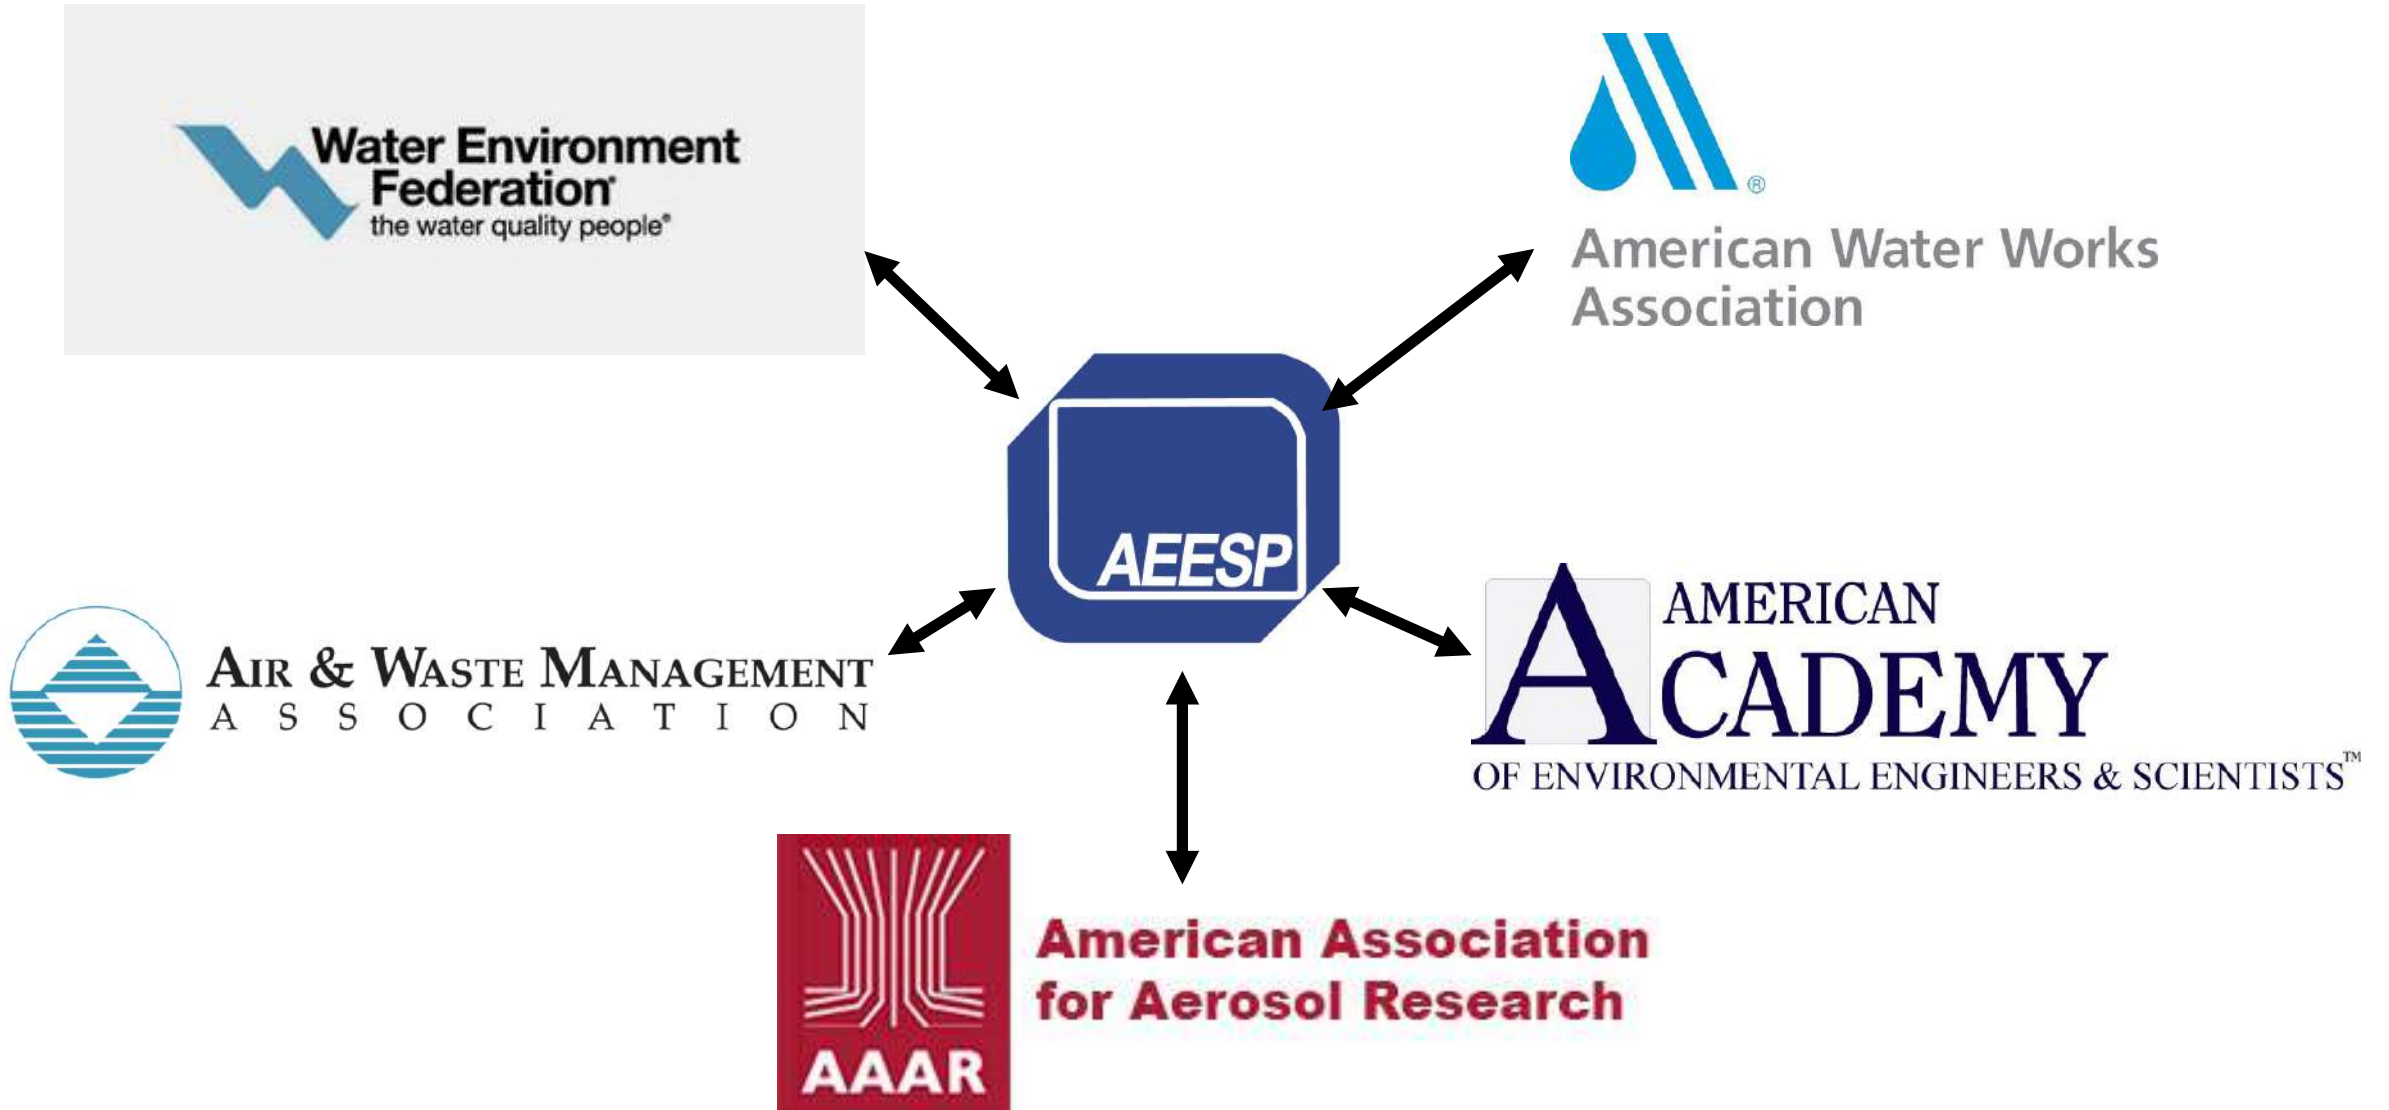 Water Environment
Federation®
the water quality people®
®
American Water Works
Association
AEESP
AIR & WASTE MANAGEMENT
ASSOCIATION
AMERICAN
ACADEMY
OF ENVIRONMENTAL ENGINEERS & SCIENTISTS™
American Association
for Aerosol Research
AAAR